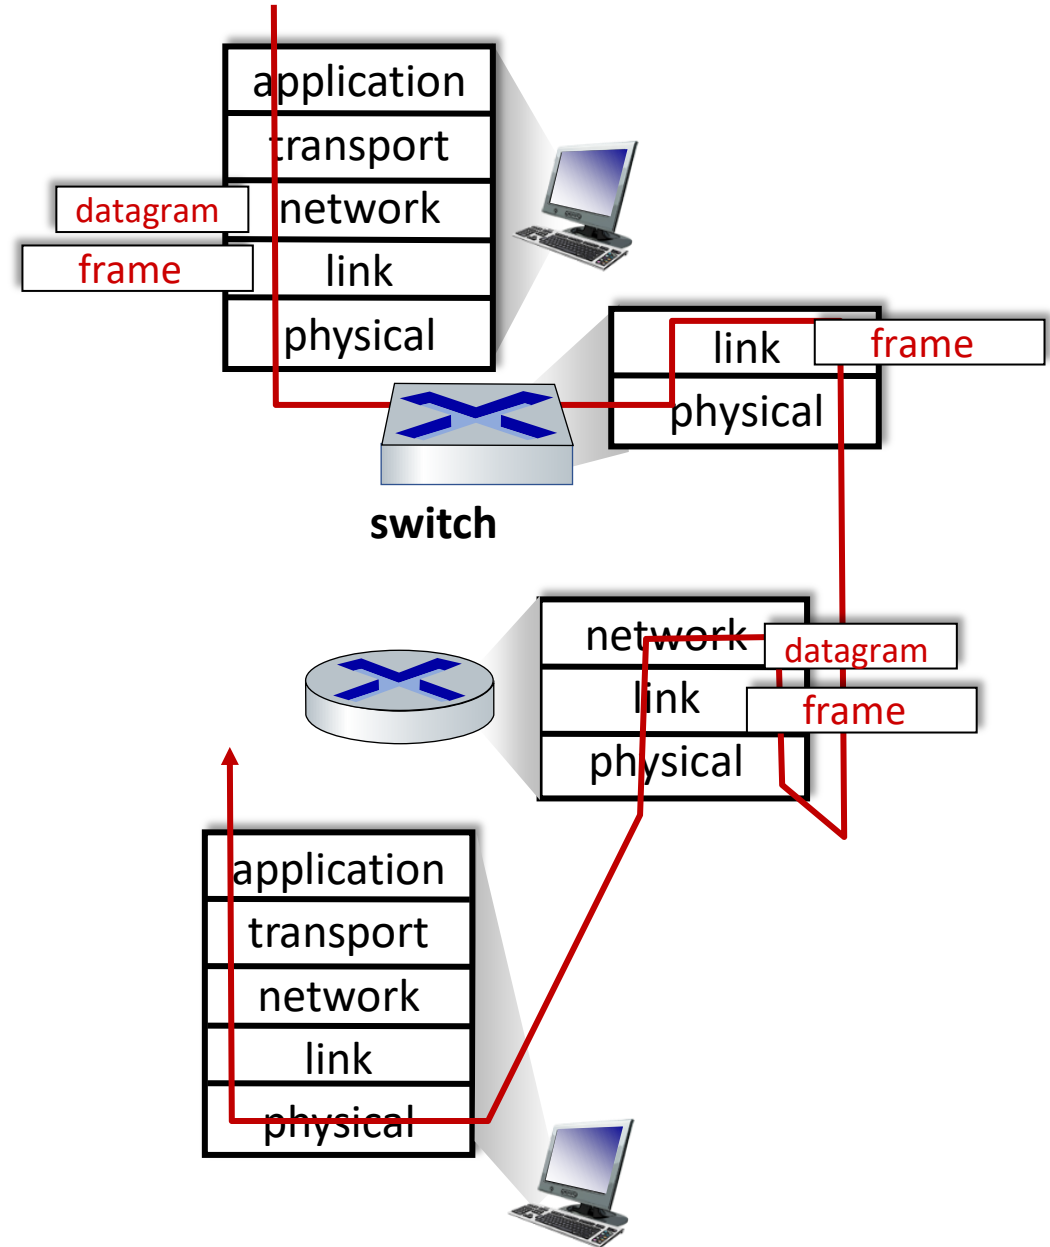 application
transport
datagram
network
frame
link
physical
link
frame
physical
switch
network
datagram
link
frame
physical
application
transport
network
link
physical